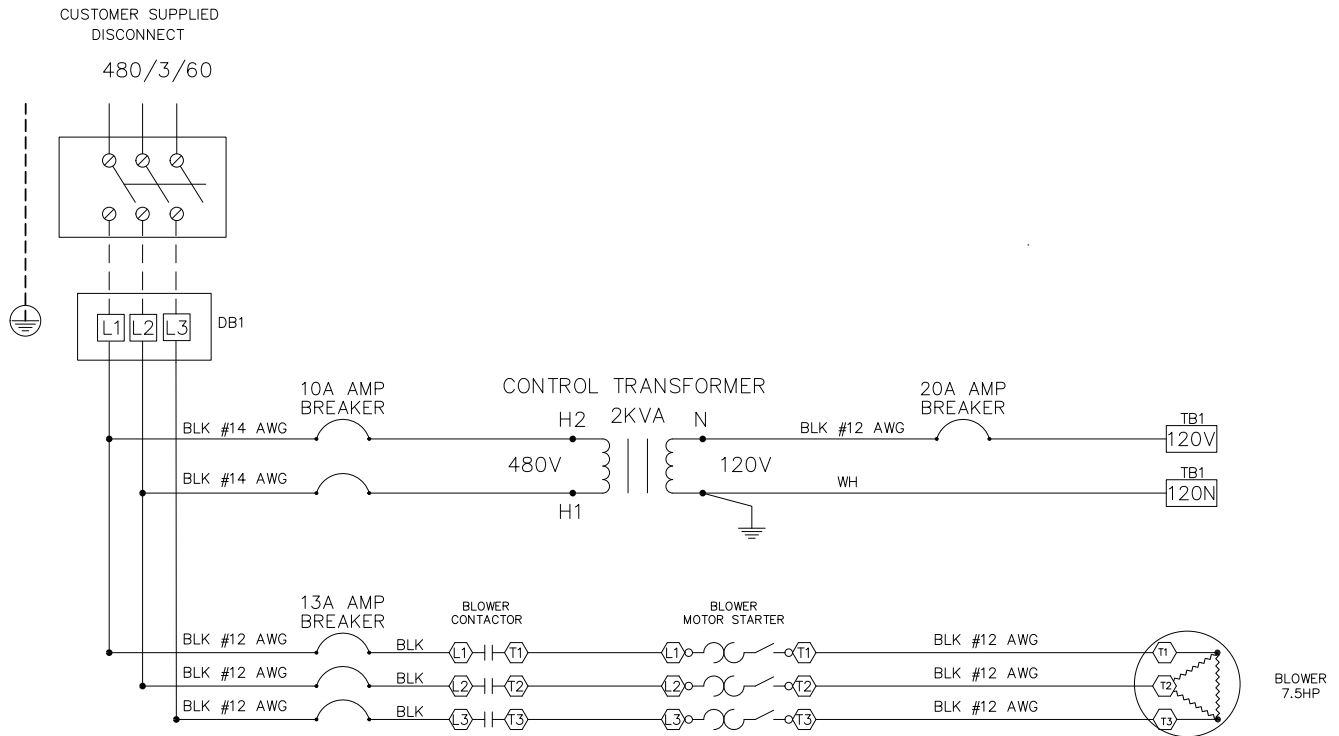 CUSTOMER SUPPLIED
DISCONNECT
480/3/60
L1 L2 L3 DB1
10A AMP
BREAKER
CONTROL TRANSFORMER
2KVA
20A AMP
BREAKER
BLK #14 AWG
H2
N
BLK #12 AWG
TB1
120V
480V
120V
BLK #14 AWG
H1
WH
TB1
120N
13A AMP
BREAKER
BLOWER
CONTACTOR
BLOWER
MOTOR STARTER
BLK #12 AWG BLK L1 T1 L1 T1 BLK #12 AWG T1
BLK #12 AWG BLK L2 T2 L2 T2 BLK #12 AWG T2
BLK #12 AWG BLK L3 T3 L3 T3 BLK #12 AWG T3
BLOWER
7.5HP